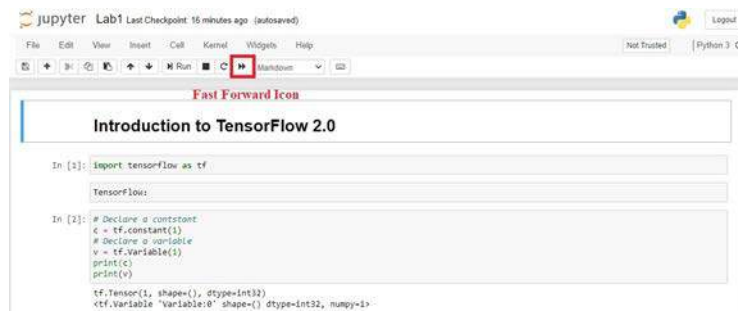 jupyter Lab1 Last Checkpoint: 16 minutes ago (autosaved)
Logout
File Edit View Insert Cell Kernel Widgets Help
Not Trusted Python 3
Run Markdown
Fast Forward Icon
Introduction to TensorFlow 2.0
In [1]: import tensorflow as tf
TensorFlow:
In [2]: # Declare a contstant
c = tf.constant(1)
# Declare a variable
v = tf.Variable(1)
print(c)
print(v)
tf.Tensor(1, shape=(), dtype=int32)
<tf.Variable 'Variable:0' shape=() dtype=int32, numpy=1>